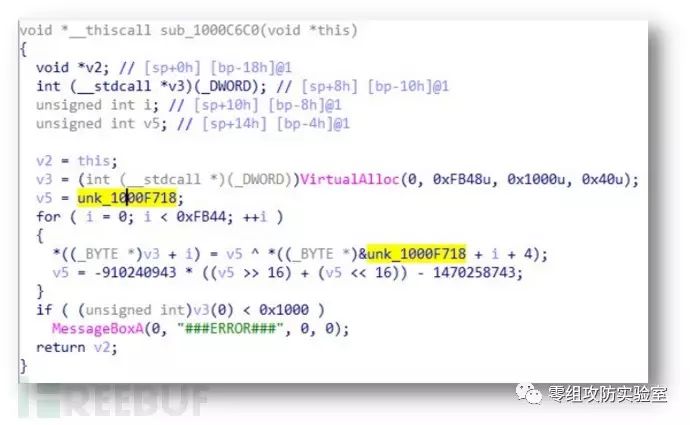 void *__thiscall sub_1000C6C0(void *this)
{
void *v2; // [sp+0h] [bp-18h]@1
int (__stdcall *v3)(_DWORD); // [sp+8h] [bp-10h]@1
unsigned int i; // [sp+10h] [bp-8h]@1
unsigned int v5; // [sp+14h] [bp-4h]@1
v2 = this;
v3 = (int (__stdcall *)(_DWORD))VirtualAlloc(0, 0xFB48u, 0x1000u, 0x40u);
v5 = unk_1000F718;
for ( i = 0; i < 0xFB44; ++i )
{
*((_BYTE *)v3 + i) = v5 ^ *((_BYTE *)&unk_1000F718 + i + 4);
v5 = -910240943 * ((v5 >> 16) + (v5 << 16)) - 1470258743;
}
if ( (unsigned int)v3(0) < 0x1000 )
MessageBoxA(0, "###ERROR###", 0, 0);
return v2;
}
REEBUF
零组攻防实验室